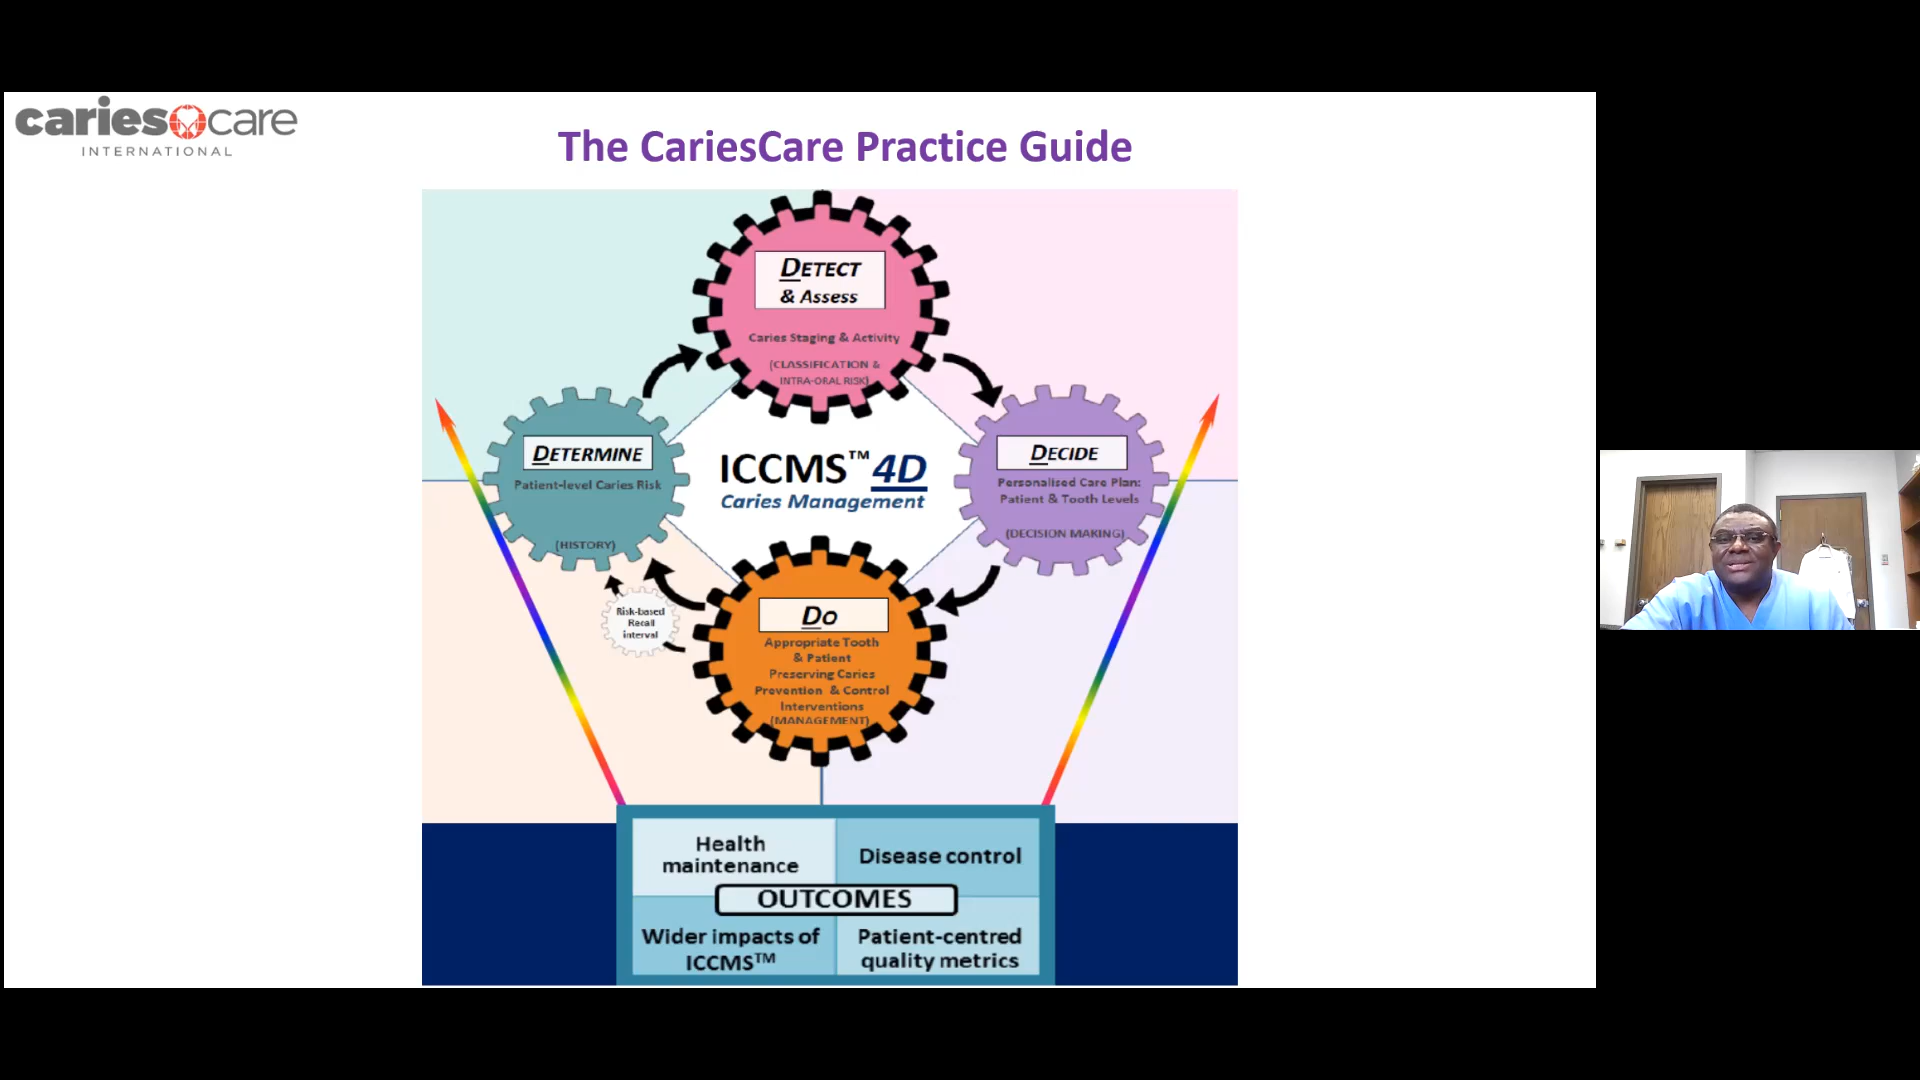 cariescare
INTERNATIONAL
The CariesCare Practice Guide
DETECT
& Assess
Caries Staging & Activity
(CLASSIFICATION &
INTRA-ORAL RISK)
DETERMINE
Patient-level Caries Risk
(HISTORY)
ICCMS™ 4D
Caries Management
DECIDE
Personalised Care Plan:
Patient & Tooth Levels
(DECISION MAKING)
Risk-based
Recall
interval
DO
Appropriate Tooth
& Patient
Preserving Caries
Prevention & Control
Interventions
(MANAGEMENT)
Health
maintenance
Disease control
OUTCOMES
Wider impacts of
ICCMS™
Patient-centred
quality metrics